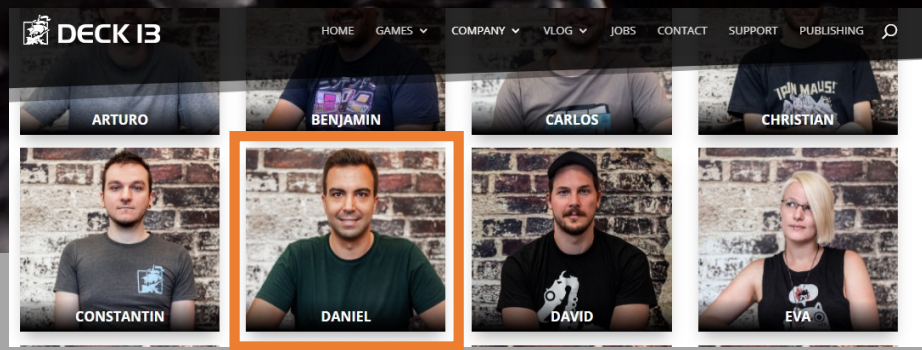 DECK 13
HOME GAMES COMPANY VLOG JOBS CONTACT SUPPORT PUBLISHING
ARTURO BENJAMIN CARLOS CHRISTIAN
CONSTANTIN DANIEL DAVID EVA